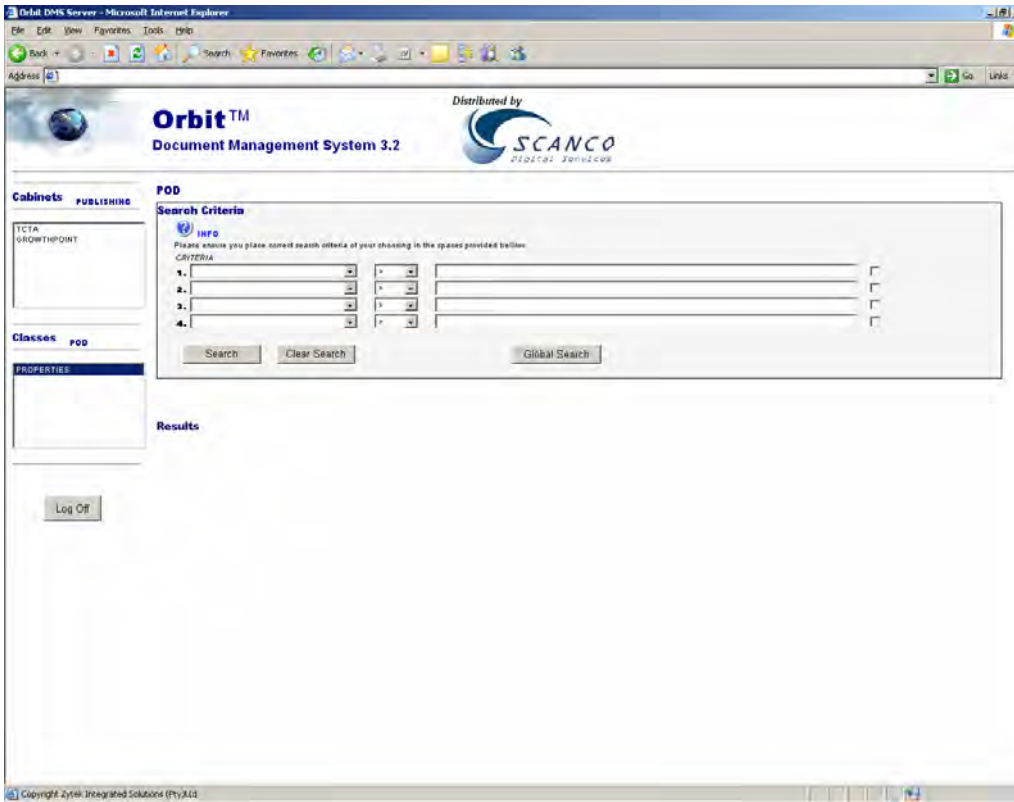 Orbit DMS Server - Microsoft Internet Explorer
File Edit View Favorites Tools Help
Back Search Favorites
Address Go Links
Orbit™
Document Management System 3.2
Distributed by
SCANCO
Digital Services
Cabinets PUBLISHING
TCTA
GROWTHPOINT
Classes POD
PROPERTIES
Log Off
POD
Search Criteria
INFO
Please ensure you place correct search criteria of your choosing in the spaces provided below
CRITERIA
1.
2.
3.
4.
Search Clear Search Global Search
Results
Copyright Zytek Integrated Solutions (Pty)Ltd